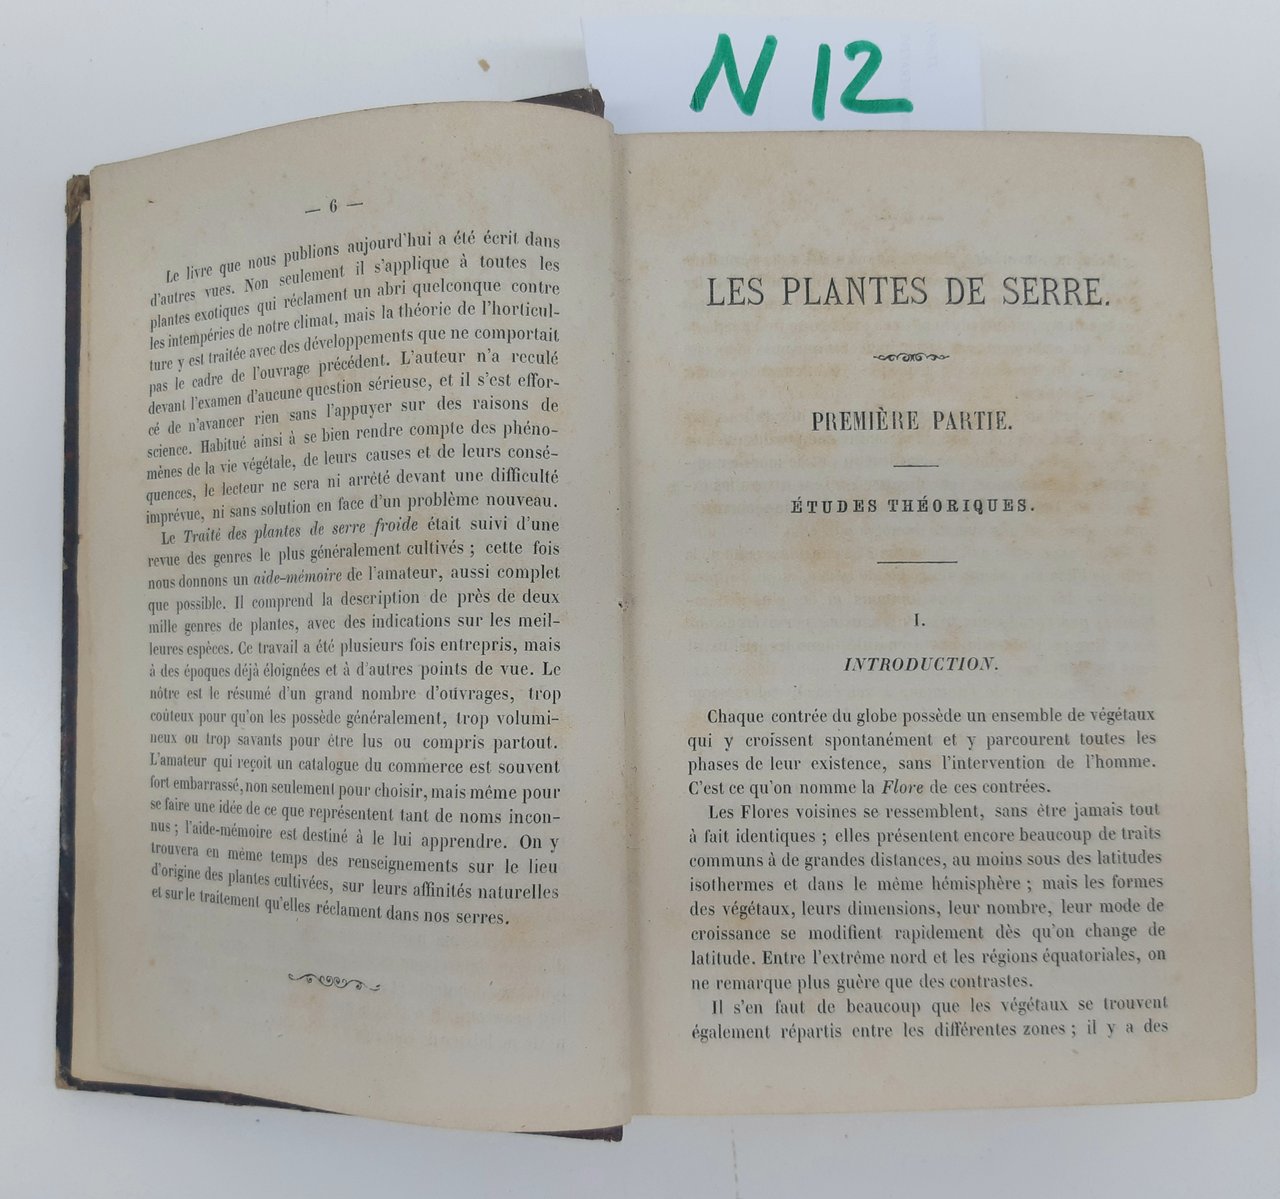 N 12
— 6 —
Le livre que nous publions aujourd'hui a été écrit dans
d'autres vues. Non seulement il s'applique à toutes les
plantes exotiques qui réclament un abri quelconque contre
les intempéries de notre climat, mais la théorie de l'horticul-
ture y est traitée avec des développements que ne comportait
pas le cadre de l'ouvrage précédent. L'auteur n'a reculé
devant l'examen d'aucune question sérieuse, et il s'est effor-
cé de n'avancer rien sans l'appuyer sur des raisons de
science. Habitué ainsi à se bien rendre compte des phéno-
mènes de la vie végétale, de leurs causes et de leurs consé-
quences, le lecteur ne sera ni arrêté devant une difficulté
imprévue, ni sans solution en face d'un problème nouveau.
Le Traité des plantes de serre froide était suivi d'une
revue des genres le plus généralement cultivés ; cette fois
nous donnons un aide-mémoire de l'amateur, aussi complet
que possible. Il comprend la description de près de deux
mille genres de plantes, avec des indications sur les meil-
leures espèces. Ce travail a été plusieurs fois entrepris, mais
à des époques déjà éloignées et à d'autres points de vue. Le
nôtre est le résumé d'un grand nombre d'ouvrages, trop
coûteux pour qu'on les possède généralement, trop volumi-
neux ou trop savants pour être lus ou compris partout.
L'amateur qui reçoit un catalogue du commerce est souvent
fort embarrassé, non seulement pour choisir, mais même pour
se faire une idée de ce que représentent tant de noms incon-
nus ; l'aide-mémoire est destiné à le lui apprendre. On y
trouvera en même temps des renseignements sur le lieu
d'origine des plantes cultivées, sur leurs affinités naturelles
et sur le traitement qu'elles réclament dans nos serres.
LES PLANTES DE SERRE.
PREMIÈRE PARTIE.
ÉTUDES THÉORIQUES.
I.
INTRODUCTION.
Chaque contrée du globe possède un ensemble de végétaux
qui y croissent spontanément et y parcourent toutes les
phases de leur existence, sans l'intervention de l'homme.
C'est ce qu'on nomme la Flore de ces contrées.
Les Flores voisines se ressemblent, sans être jamais tout
à fait identiques ; elles présentent encore beaucoup de traits
communs à de grandes distances, au moins sous des latitudes
isothermes et dans le même hémisphère ; mais les formes
des végétaux, leurs dimensions, leur nombre, leur mode de
croissance se modifient rapidement dès qu'on change de
latitude. Entre l'extrême nord et les régions équatoriales, on
ne remarque plus guère que des contrastes.
Il s'en faut de beaucoup que les végétaux se trouvent
également répartis entre les différentes zones ; il y a des